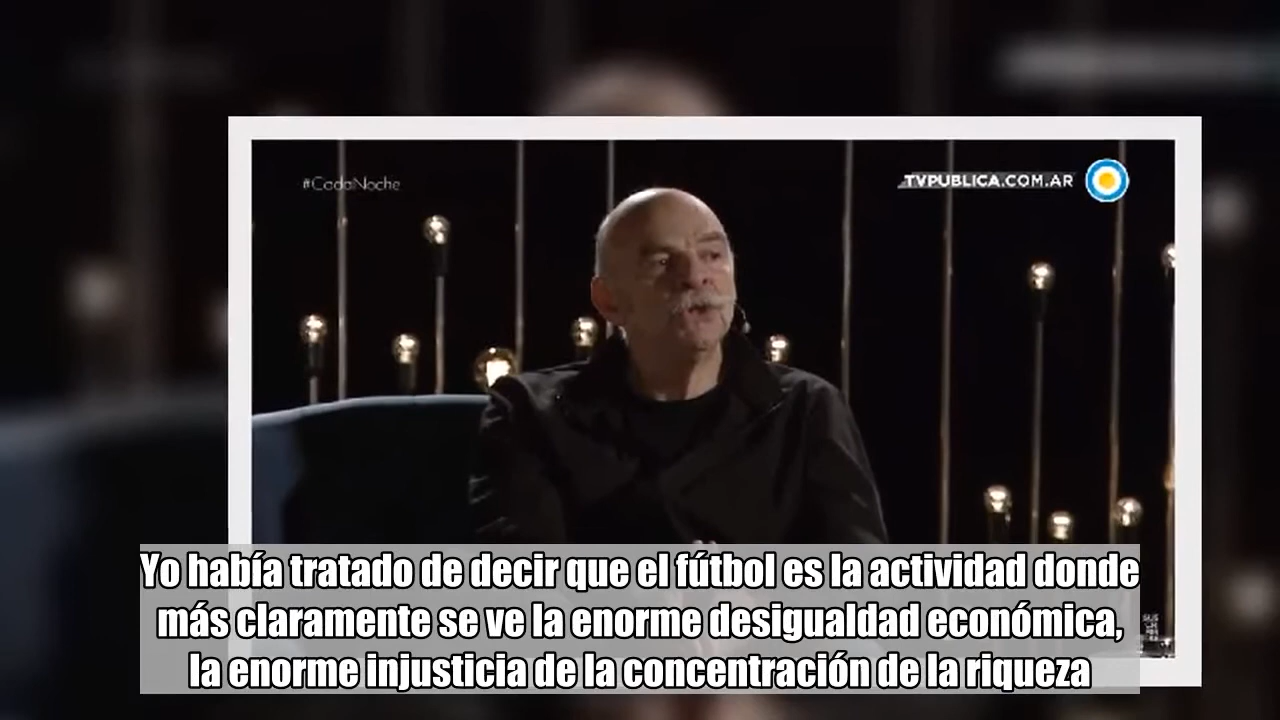 #CadaNoche
TVPUBLICA.COM.AR
Yo había tratado de decir que el fútbol es la actividad donde
más claramente se ve la enorme desigualdad económica,
la enorme injusticia de la concentración de la riqueza